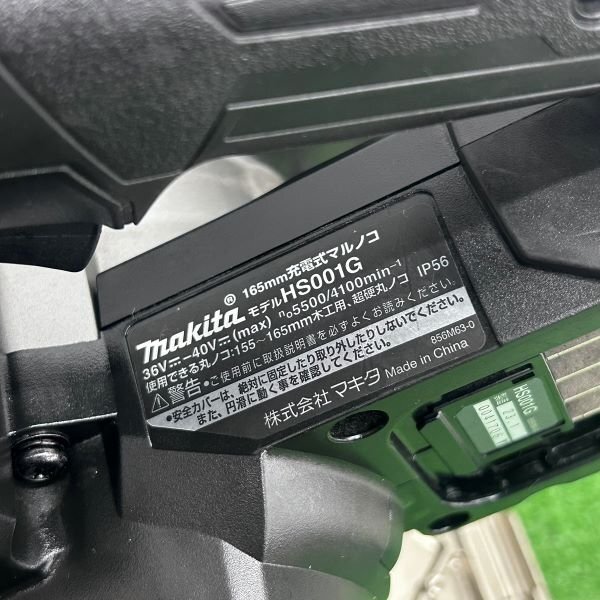 165mm充電式マルノコ
makita® モデルHS001G
36V⎓-40V⎓(max) n₀5500/4100min⁻¹ IP56
使用できる丸ノコ:155～165mm木工用、超硬丸ノコ
⚠警告 ●ご使用前に取扱説明書を必ずよくお読みください。
●安全カバーは、絶対に固定したり取り外したりしないでください。
また、円滑に動く事を確認してください。
856M63-0
株式会社マキタ Made in China
HS001G
23.1
0041705